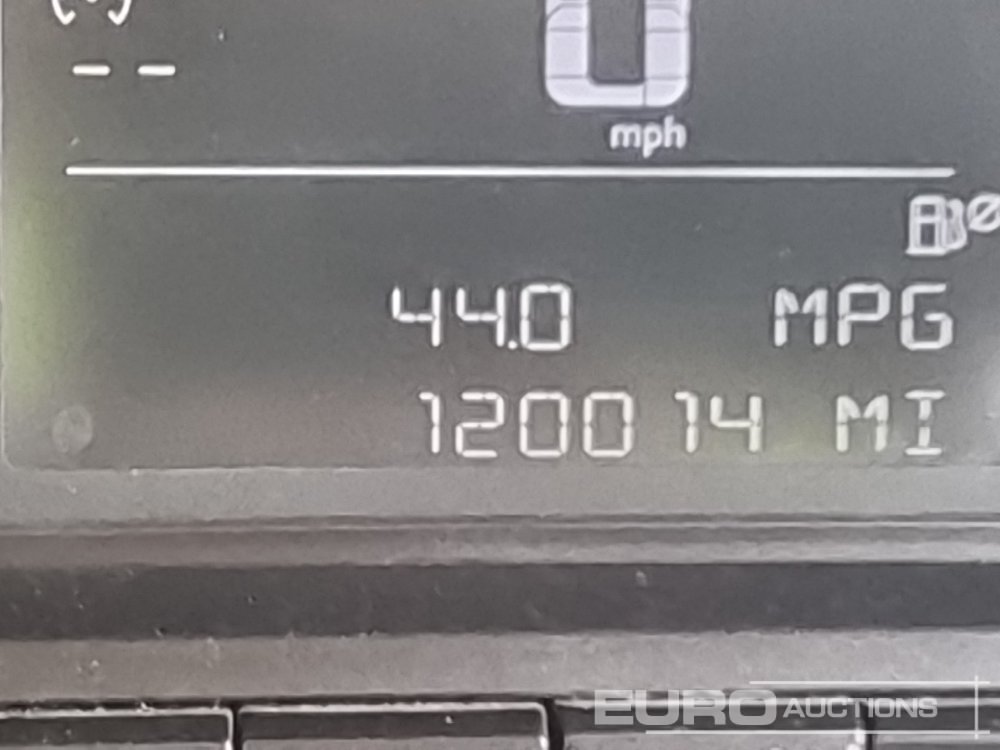 -- 0
mph
44.0 MPG
120014 MI
EURO AUCTIONS